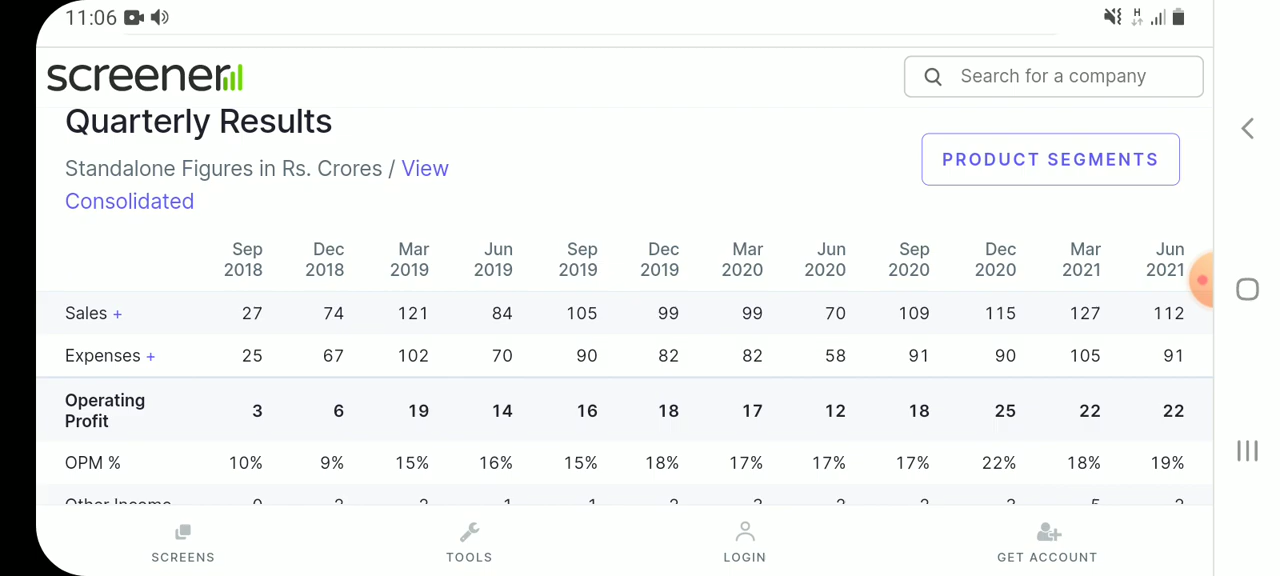 11:06
H
screener
Search for a company
Quarterly Results
Standalone Figures in Rs. Crores / View
Consolidated
PRODUCT SEGMENTS
Sep Dec Mar Jun Sep Dec Mar Jun Sep Dec Mar Jun
2018 2018 2019 2019 2019 2019 2020 2020 2020 2020 2021 2021
Sales + 27 74 121 84 105 99 99 70 109 115 127 112
Expenses + 25 67 102 70 90 82 82 58 91 90 105 91
Operating
Profit 3 6 19 14 16 18 17 12 18 25 22 22
OPM % 10% 9% 15% 16% 15% 18% 17% 17% 17% 22% 18% 19%
Other Income
SCREENS TOOLS LOGIN GET ACCOUNT